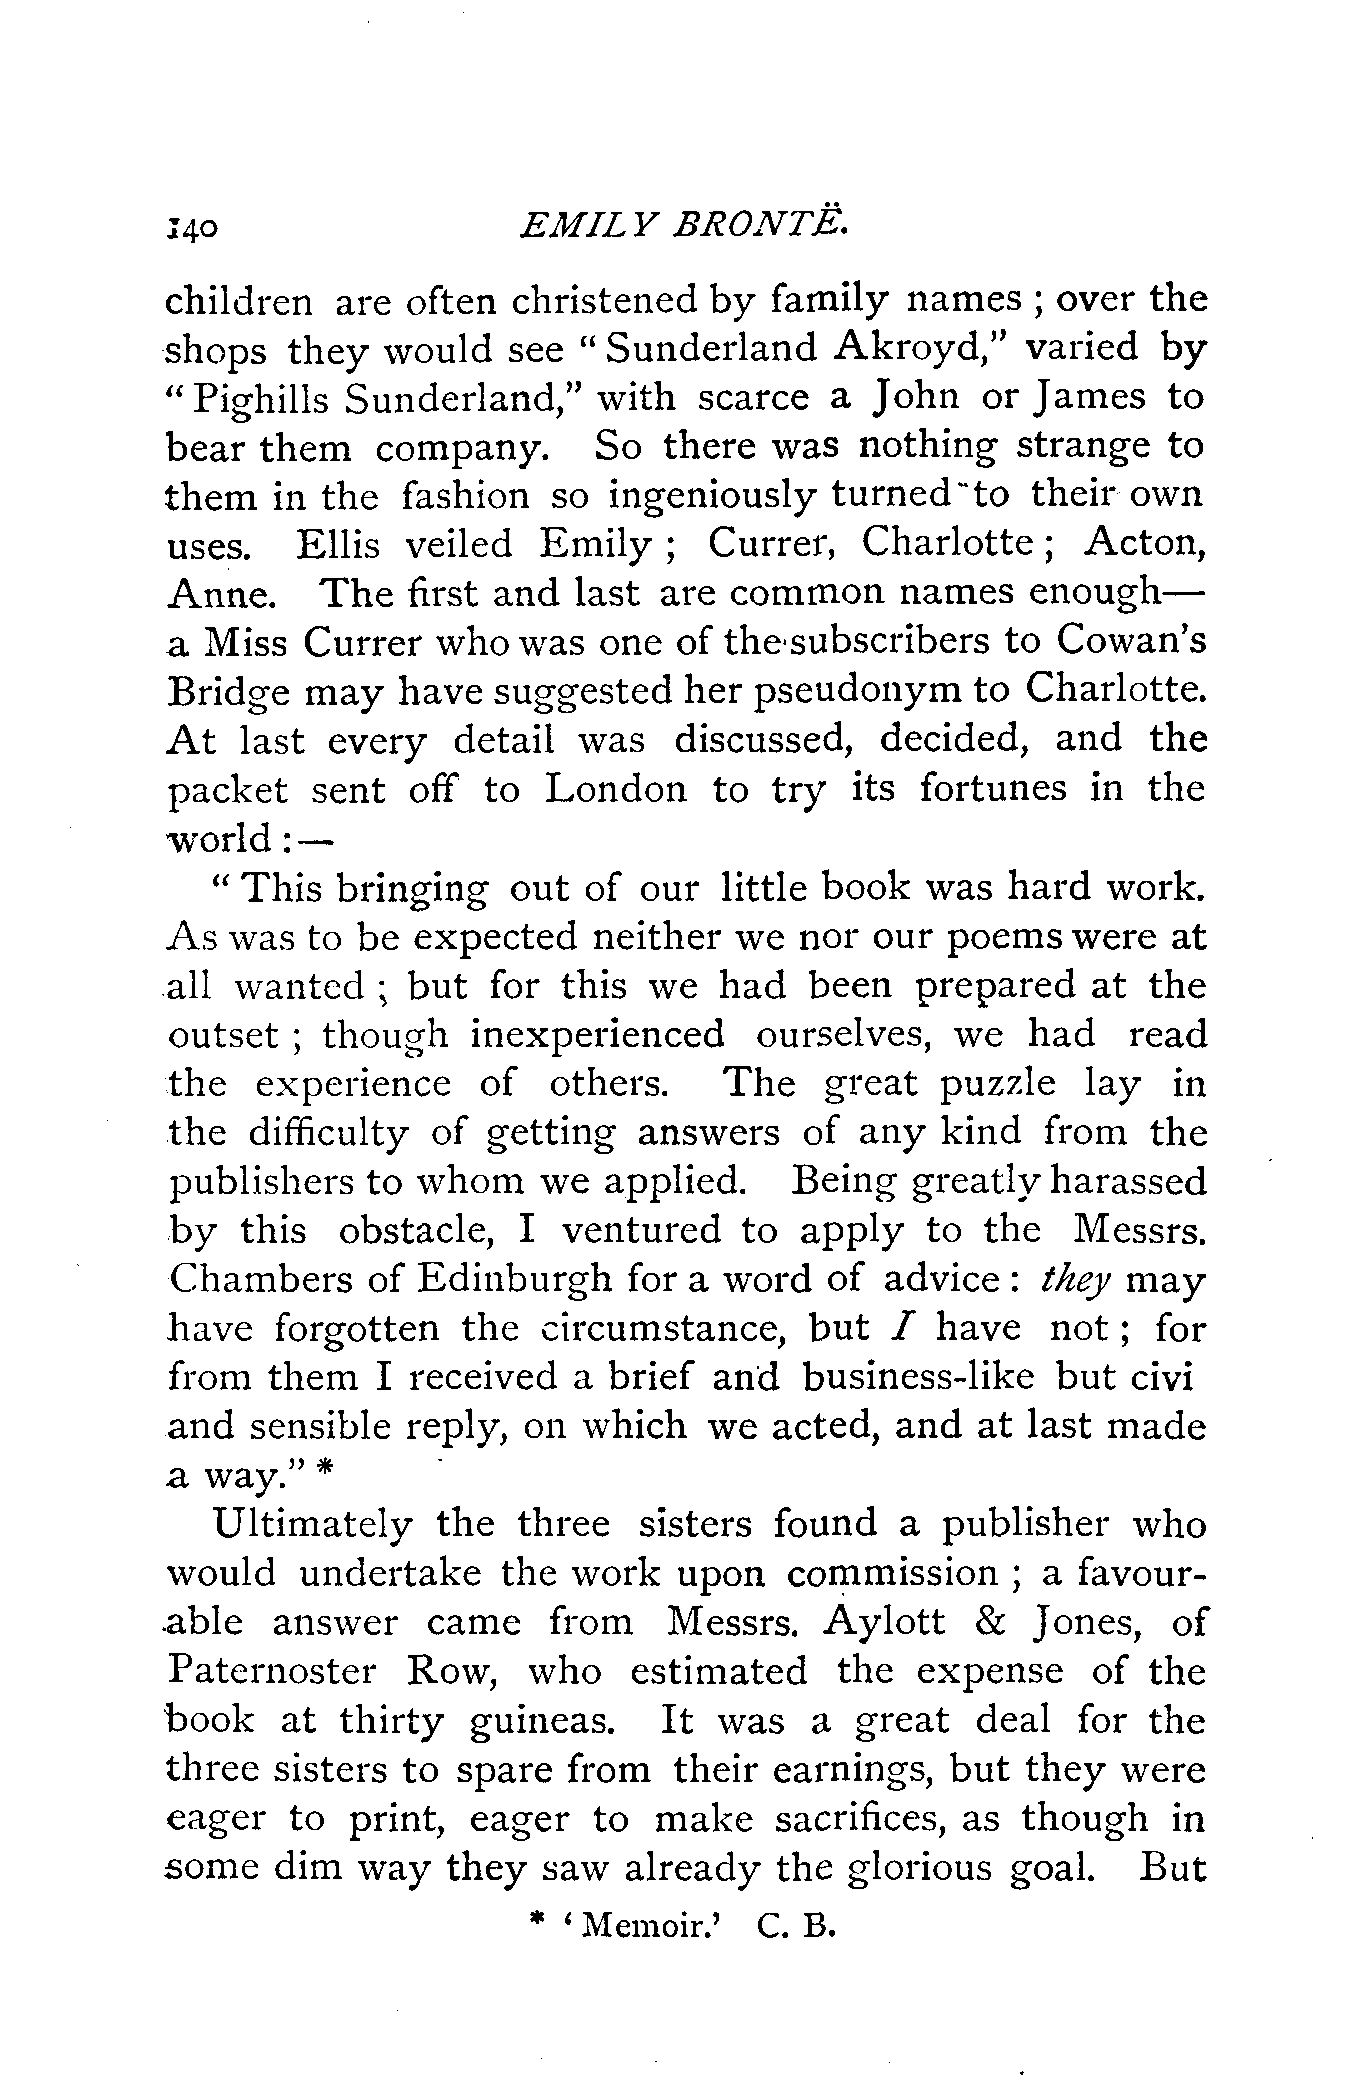 140 EMILY BRONTË.
children are often christened by family names ; over the
shops they would see " Sunderland Akroyd," varied by
" Pighills Sunderland," with scarce a John or James to
bear them company. So there was nothing strange to
them in the fashion so ingeniously turned to their own
uses. Ellis veiled Emily ; Currer, Charlotte ; Acton,
Anne. The first and last are common names enough—
a Miss Currer who was one of the subscribers to Cowan's
Bridge may have suggested her pseudonym to Charlotte.
At last every detail was discussed, decided, and the
packet sent off to London to try its fortunes in the
world :—
" This bringing out of our little book was hard work.
As was to be expected neither we nor our poems were at
all wanted ; but for this we had been prepared at the
outset ; though inexperienced ourselves, we had read
the experience of others. The great puzzle lay in
the difficulty of getting answers of any kind from the
publishers to whom we applied. Being greatly harassed
by this obstacle, I ventured to apply to the Messrs.
Chambers of Edinburgh for a word of advice : they may
have forgotten the circumstance, but I have not ; for
from them I received a brief and business-like but civi
and sensible reply, on which we acted, and at last made
a way." *
Ultimately the three sisters found a publisher who
would undertake the work upon commission ; a favour-
able answer came from Messrs. Aylott & Jones, of
Paternoster Row, who estimated the expense of the
book at thirty guineas. It was a great deal for the
three sisters to spare from their earnings, but they were
eager to print, eager to make sacrifices, as though in
some dim way they saw already the glorious goal. But
* ' Memoir.' C. B.